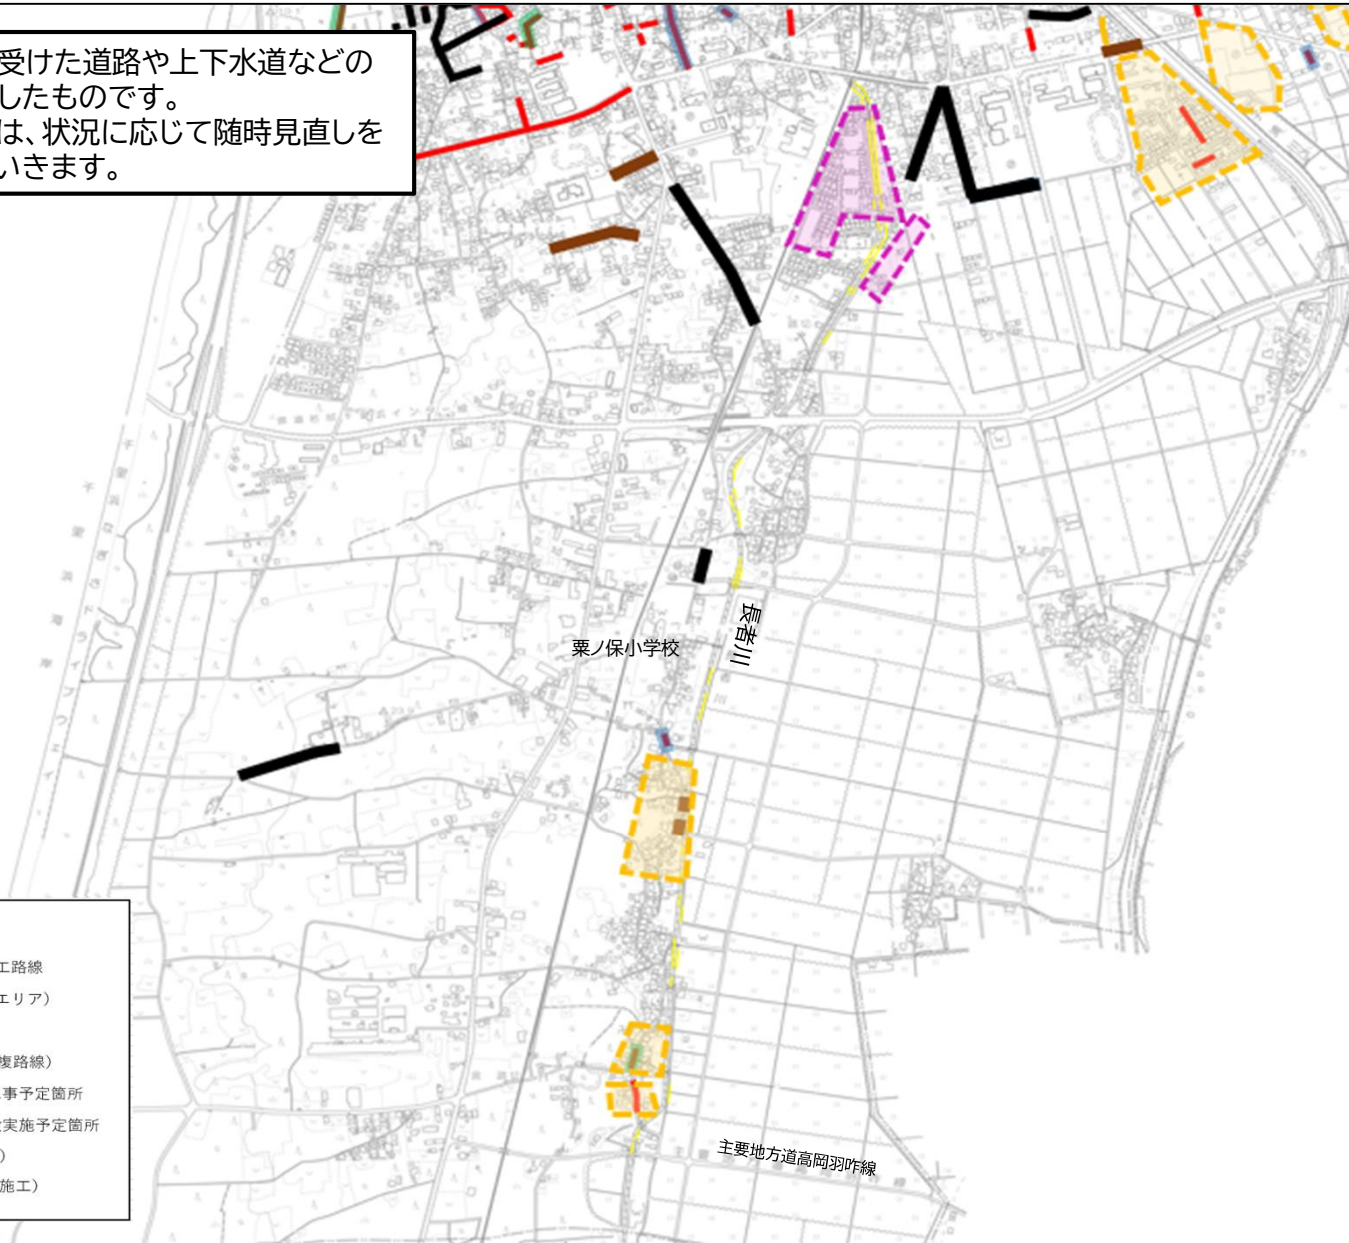 受けた道路や上下水道などの
したものです。
は、状況に応じて随時見直しを
いきます。
長者川
粟ノ保小学校
工路線
エリア）
複路線）
事予定箇所
実施予定箇所
）
施工）
主要地方道高岡羽咋線